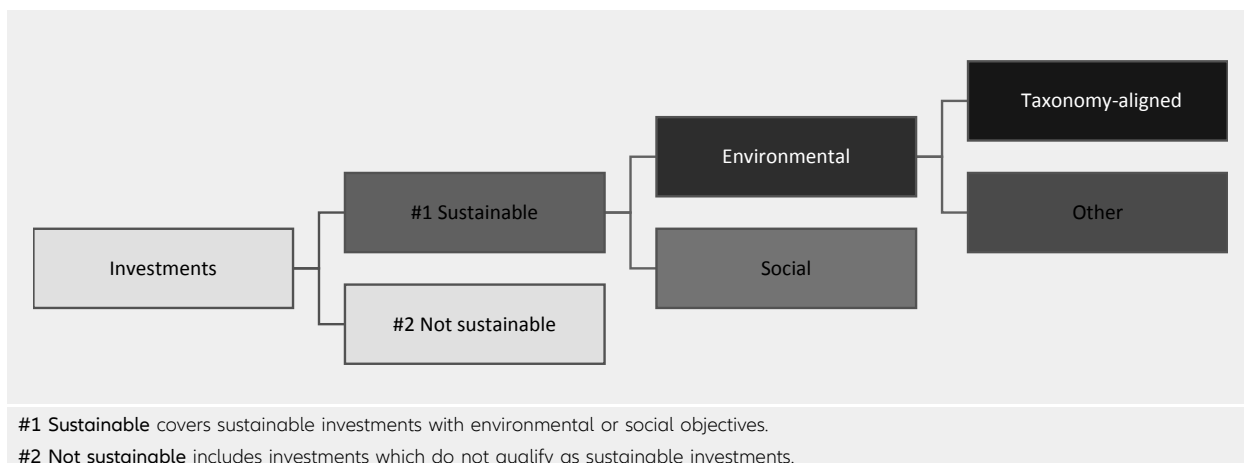 Taxonomy-aligned
Environmental
#1 Sustainable
Other
Investments
Social
#2 Not sustainable
#1 Sustainable covers sustainable investments with environmental or social objectives.
#2 Not sustainable includes investments which do not qualify as sustainable investments.